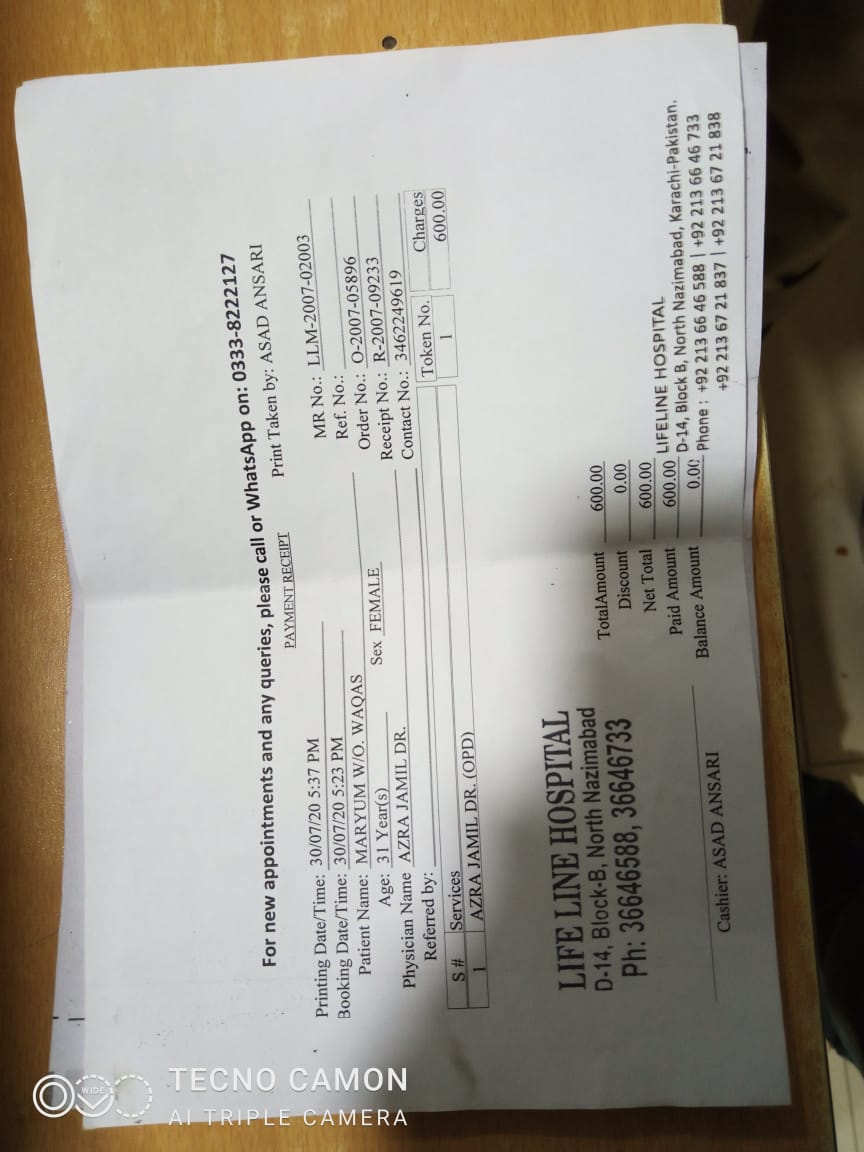 For new appointments and any queries, please call or WhatsApp on: 0333-8222127
PAYMENT RECEIPT
Print Taken by: ASAD ANSARI
Printing Date/Time: 30/07/20 5:37 PM
MR No.: LLM-2007-02003
Booking Date/Time: 30/07/20 5:23 PM
Ref. No.:
Patient Name: MARYUM W/O. WAQAS
Order No.: O-2007-05896
Age: 31 Year(s)
Sex FEMALE
Receipt No.: R-2007-09233
Physician Name AZRA JAMIL DR.
Contact No.: 3462249619
Referred by:
S # Services Token No. Charges
1 AZRA JAMIL DR. (OPD) 1 600.00
LIFE LINE HOSPITAL
D-14, Block-B, North Nazimabad
Ph: 36646588, 36646733
TotalAmount 600.00
Discount 0.00
Net Total 600.00
Paid Amount 600.00
Balance Amount 0.00
LIFELINE HOSPITAL
D-14, Block B, North Nazimabad, Karachi-Pakistan.
Phone : +92 213 66 46 588 | +92 213 66 46 733
+92 213 67 21 837 | +92 213 67 21 838
Cashier: ASAD ANSARI
WIDE
TECNO CAMON
AI TRIPLE CAMERA